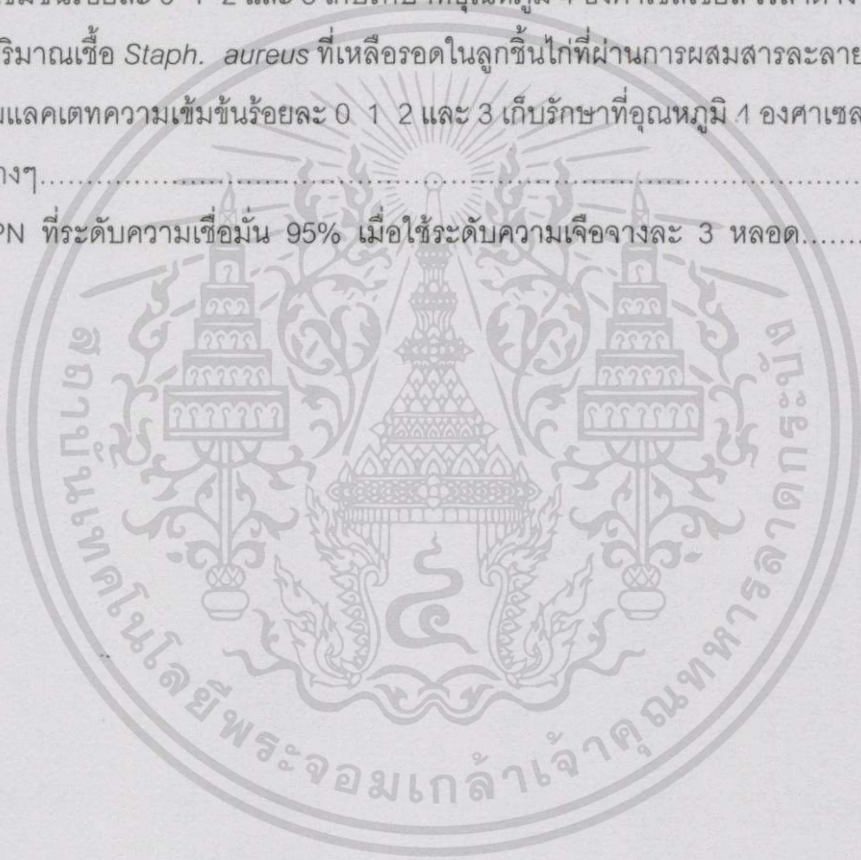 ริมาณเชื้อ Staph. aureus ที่เหลือรอดในลูกชิ้นไก่ที่ผ่านการผสมสารละลาย
มแลคเตทความเข้มข้นร้อยละ 0 1 2 และ 3 เก็บรักษาที่อุณหภูมิ 4 องศาเซล
างๆ
PN ที่ระดับความเชื่อมั่น 95% เมื่อใช้ระดับความเจือจางละ 3 หลอด
สถาบันเทคโนโลยีพระจอมเกล้าเจ้าคุณทหารลาดกระบัง